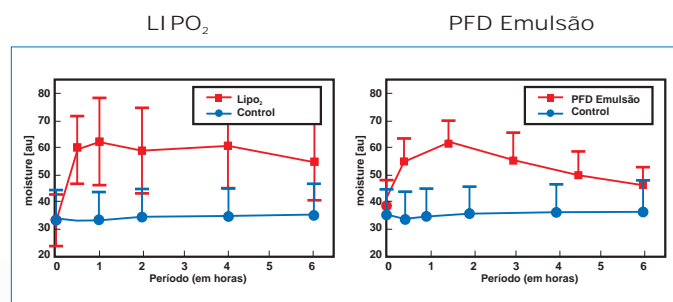 LIPO₂
PFD Emulsão
moisture [au]
80
70
60
50
40
30
20
Lipo₂
Control
0
1
2
3
4
5
6
Período (em horas)
moisture [au]
80
70
60
50
40
30
20
PFD Emulsão
Control
0
1
2
3
4
5
6
Período (em horas)